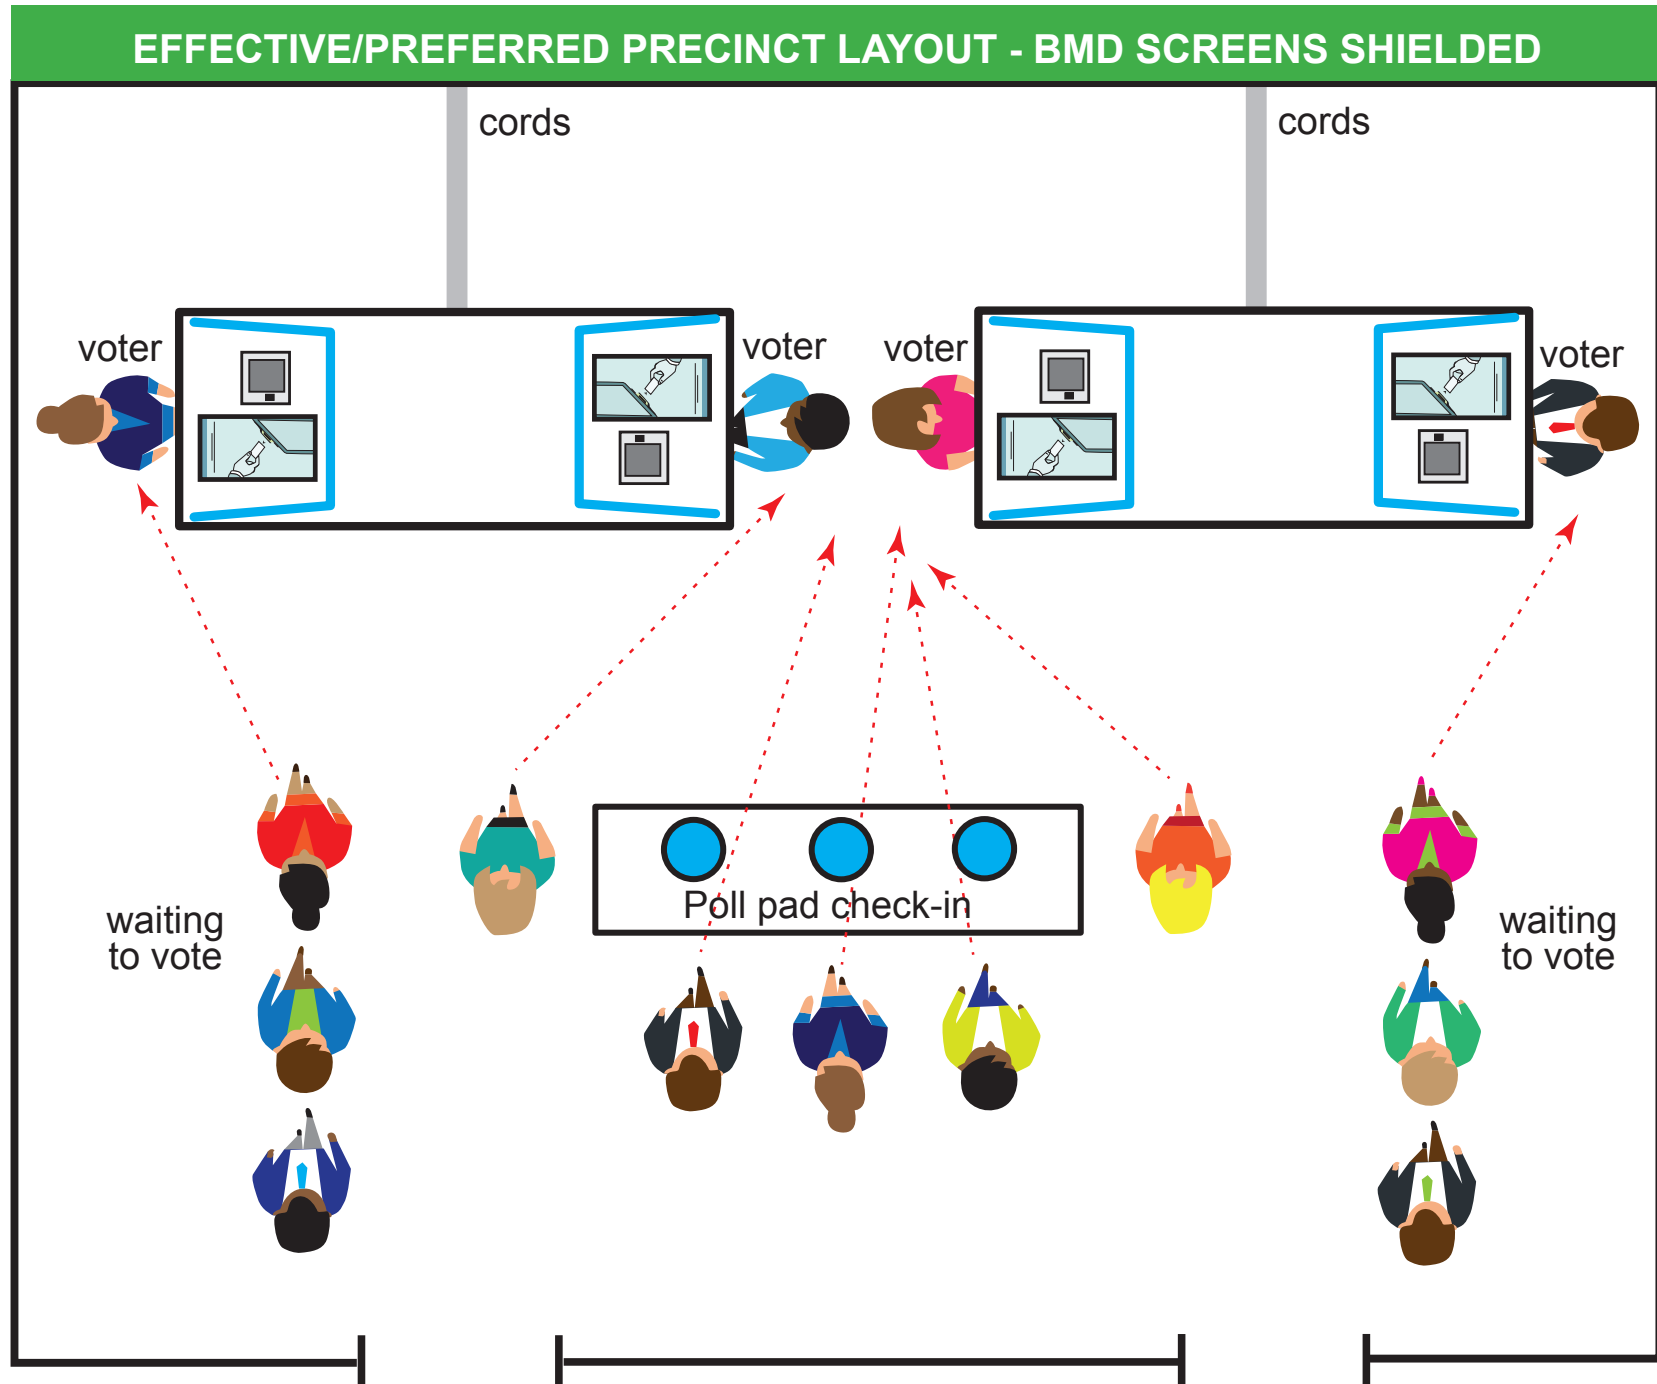 EFFECTIVE/PREFERRED PRECINCT LAYOUT - BMD SCREENS SHIELDED
cords
cords
voter
voter
voter
voter
Poll pad check-in
waiting
to vote
waiting
to vote